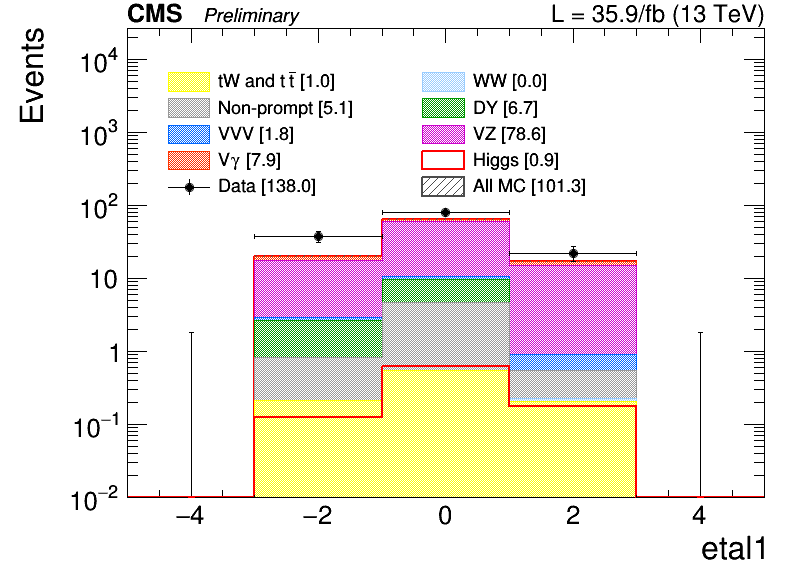 CMS Preliminary L = 35.9/fb (13 TeV)
Events
tW and t t̅ [1.0] WW [0.0]
Non-prompt [5.1] DY [6.7]
VVV [1.8] VZ [78.6]
Vγ [7.9] Higgs [0.9]
Data [138.0] All MC [101.3]
10⁴
10³
10²
10
1
10⁻¹
10⁻²
−4 −2 0 2 4
etal1